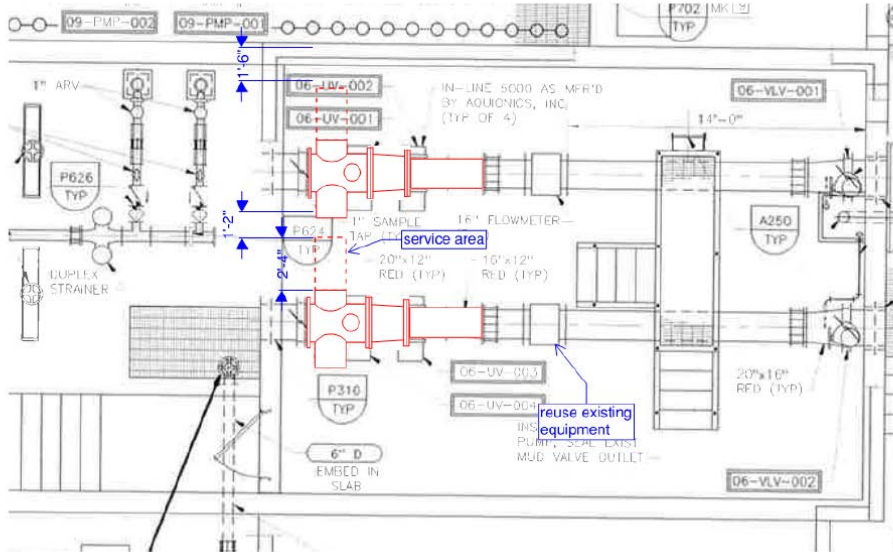 09-PMP-002
09-PMP-001
P702
TYP
MK
1'-6"
1" ARV
06-UV-002
06-UV-001
IN-LINE 5000 AS MFR'D
BY AQUIONICS, INC.
(TYP OF 4)
06-VLV-001
14'-0"
P626
TYP
1'-2"
P624
TYP
1" SAMPLE
TAP
16" FLOWMETER
service area
A250
TYP
2'-4"
20"x12"
RED (TYP)
16"x12"
RED (TYP)
DUPLEX
STRAINER
06-UV-003
06-UV-004
20"x16"
RED (TYP)
P310
TYP
reuse existing
equipment
PUMP, SEAL EXIST
MUD VALVE OUTLET
6" D
EMBED IN
SLAB
06-VLV-002